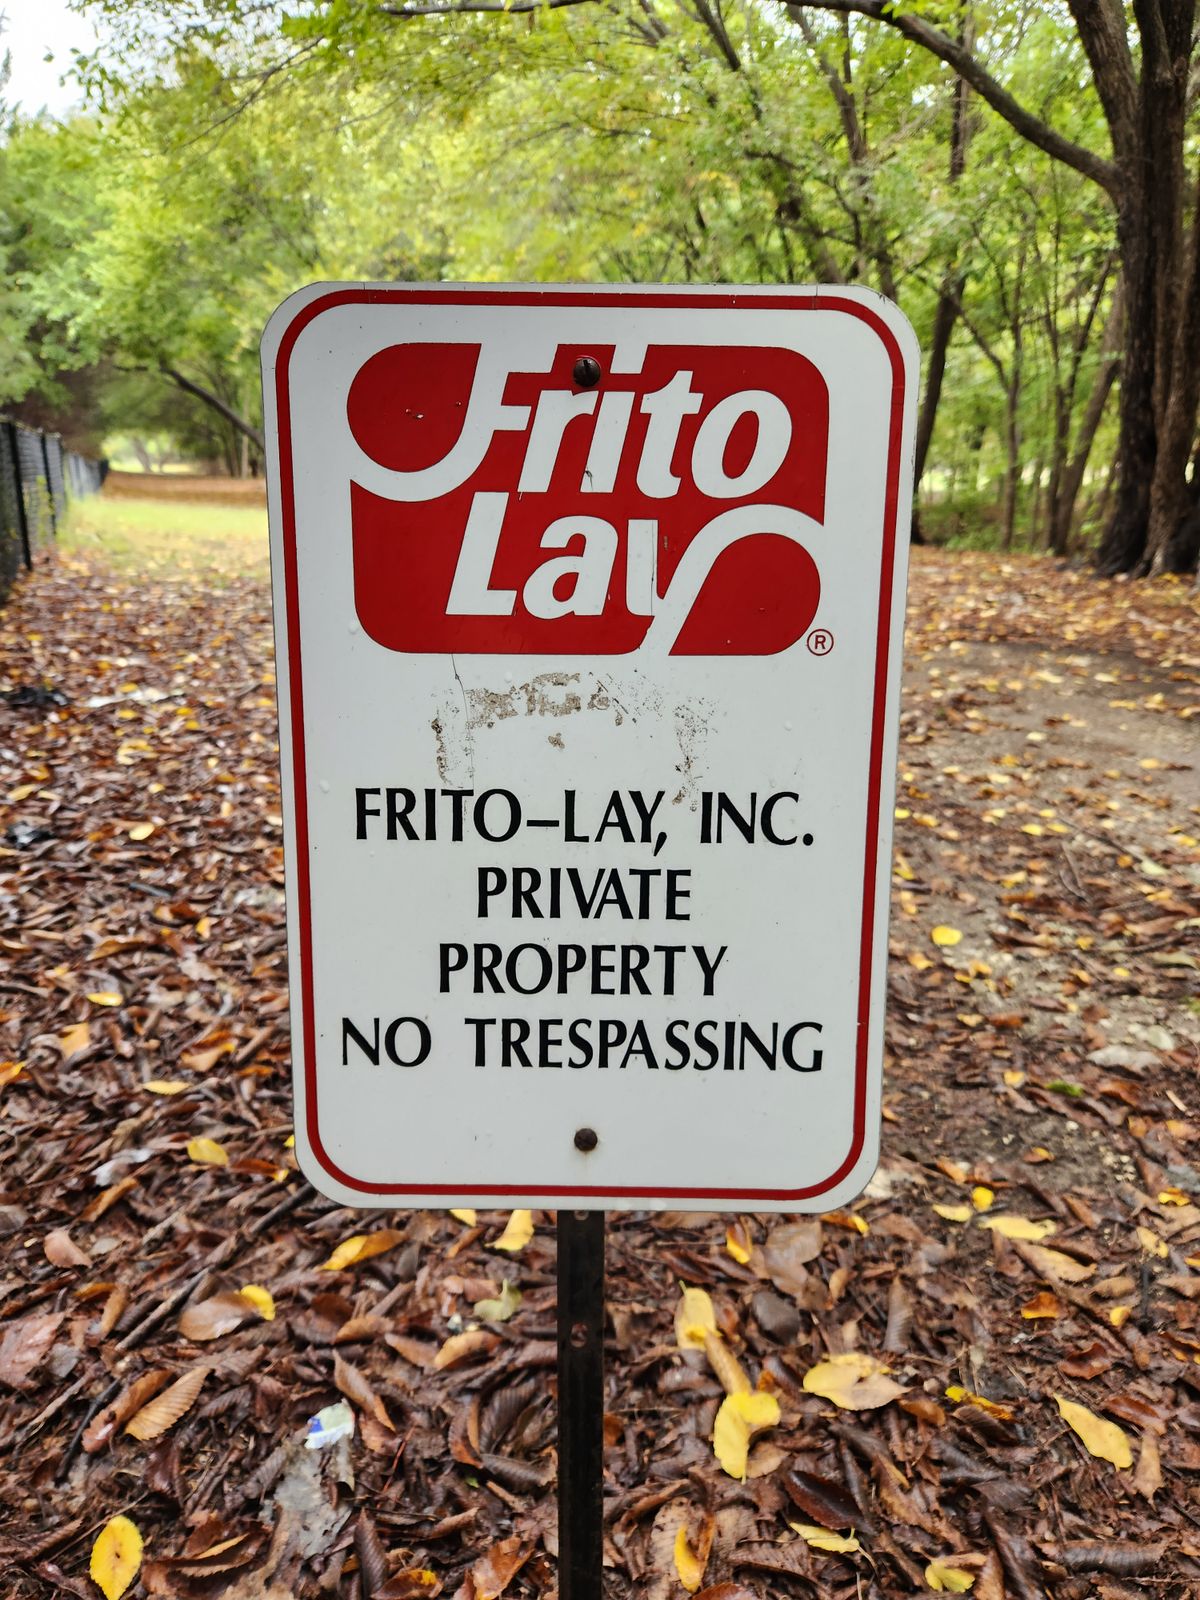 Frito
Lay
®
FRITO–LAY, INC.
PRIVATE
PROPERTY
NO TRESPASSING